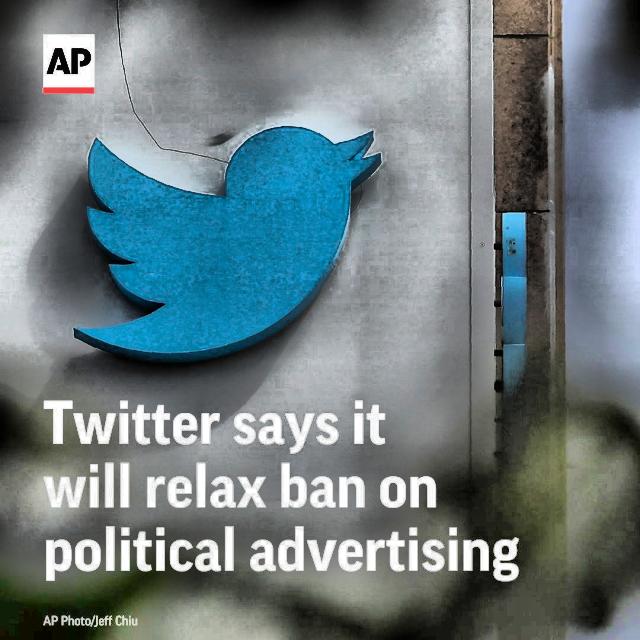 AP
Twitter says it
will relax ban on
political advertising
AP Photo/Jeff Chiu